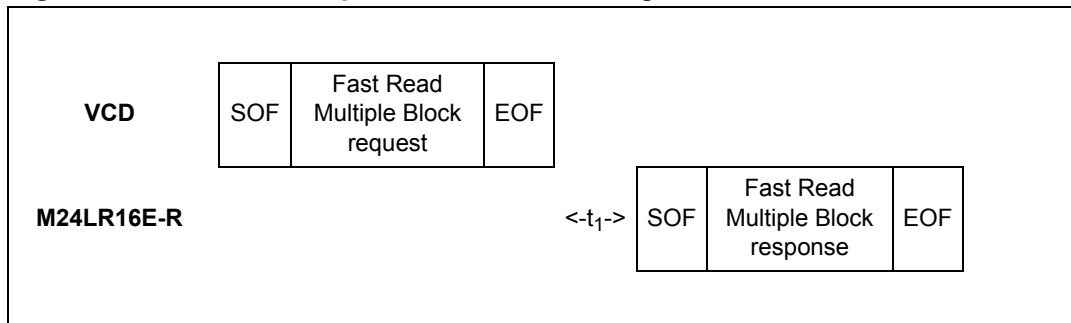 VCD
SOF
Fast Read
Multiple Block
request
EOF
M24LR16E-R
<-t₁->
SOF
Fast Read
Multiple Block
response
EOF